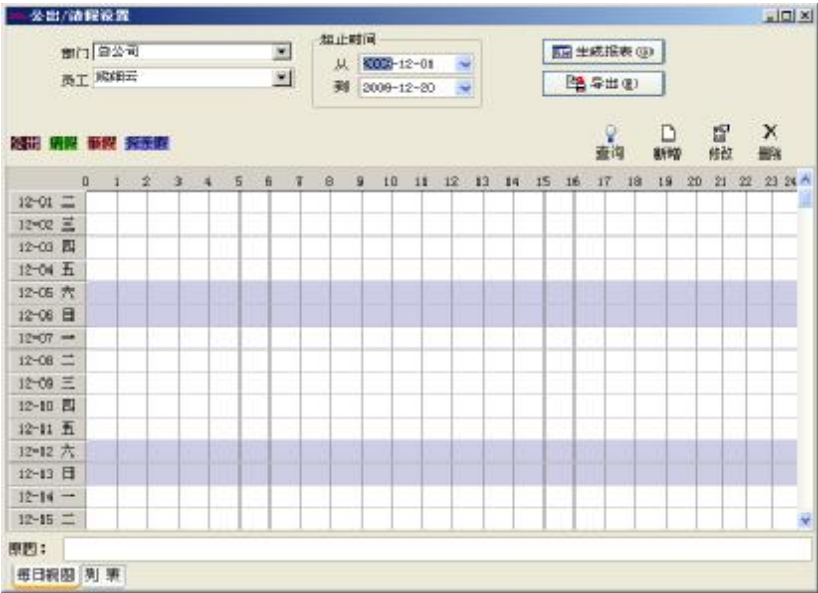 公出/请假设置
部门 总公司
员工
起止时间
从 2009-12-01
到 2009-12-20
生成报表
导出(E)
公出 请假
查询 新增 修改 删除
0 1 2 3 4 5 6 7 8 9 10 11 12 13 14 15 16 17 18 19 20 21 22 23 24
12-01 二
12-02 三
12-03 四
12-04 五
12-05 六
12-06 日
12-07 一
12-08 二
12-09 三
12-10 四
12-11 五
12-12 六
12-13 日
12-14 一
12-15 二
原因:
每日视图 列 表